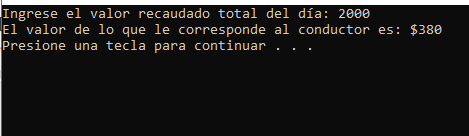 Ingrese el valor recaudado total del día: 2000
El valor de lo que le corresponde al conductor es: $380
Presione una tecla para continuar . . .